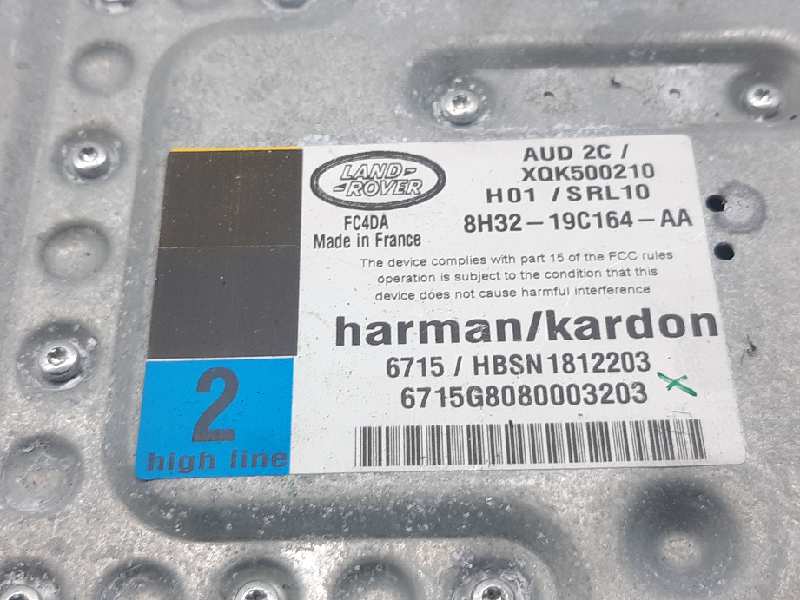 LAND
ROVER
FC4DA
Made in France
AUD 2C /
XQK500210
H01 / SRL10
8H32-19C164-AA
The device complies with part 15 of the FCC rules
operation is subject to the condition that this
device does not cause harmful interference
harman/kardon
6715 / HBSN1812203
6715G8080003203
2
high line